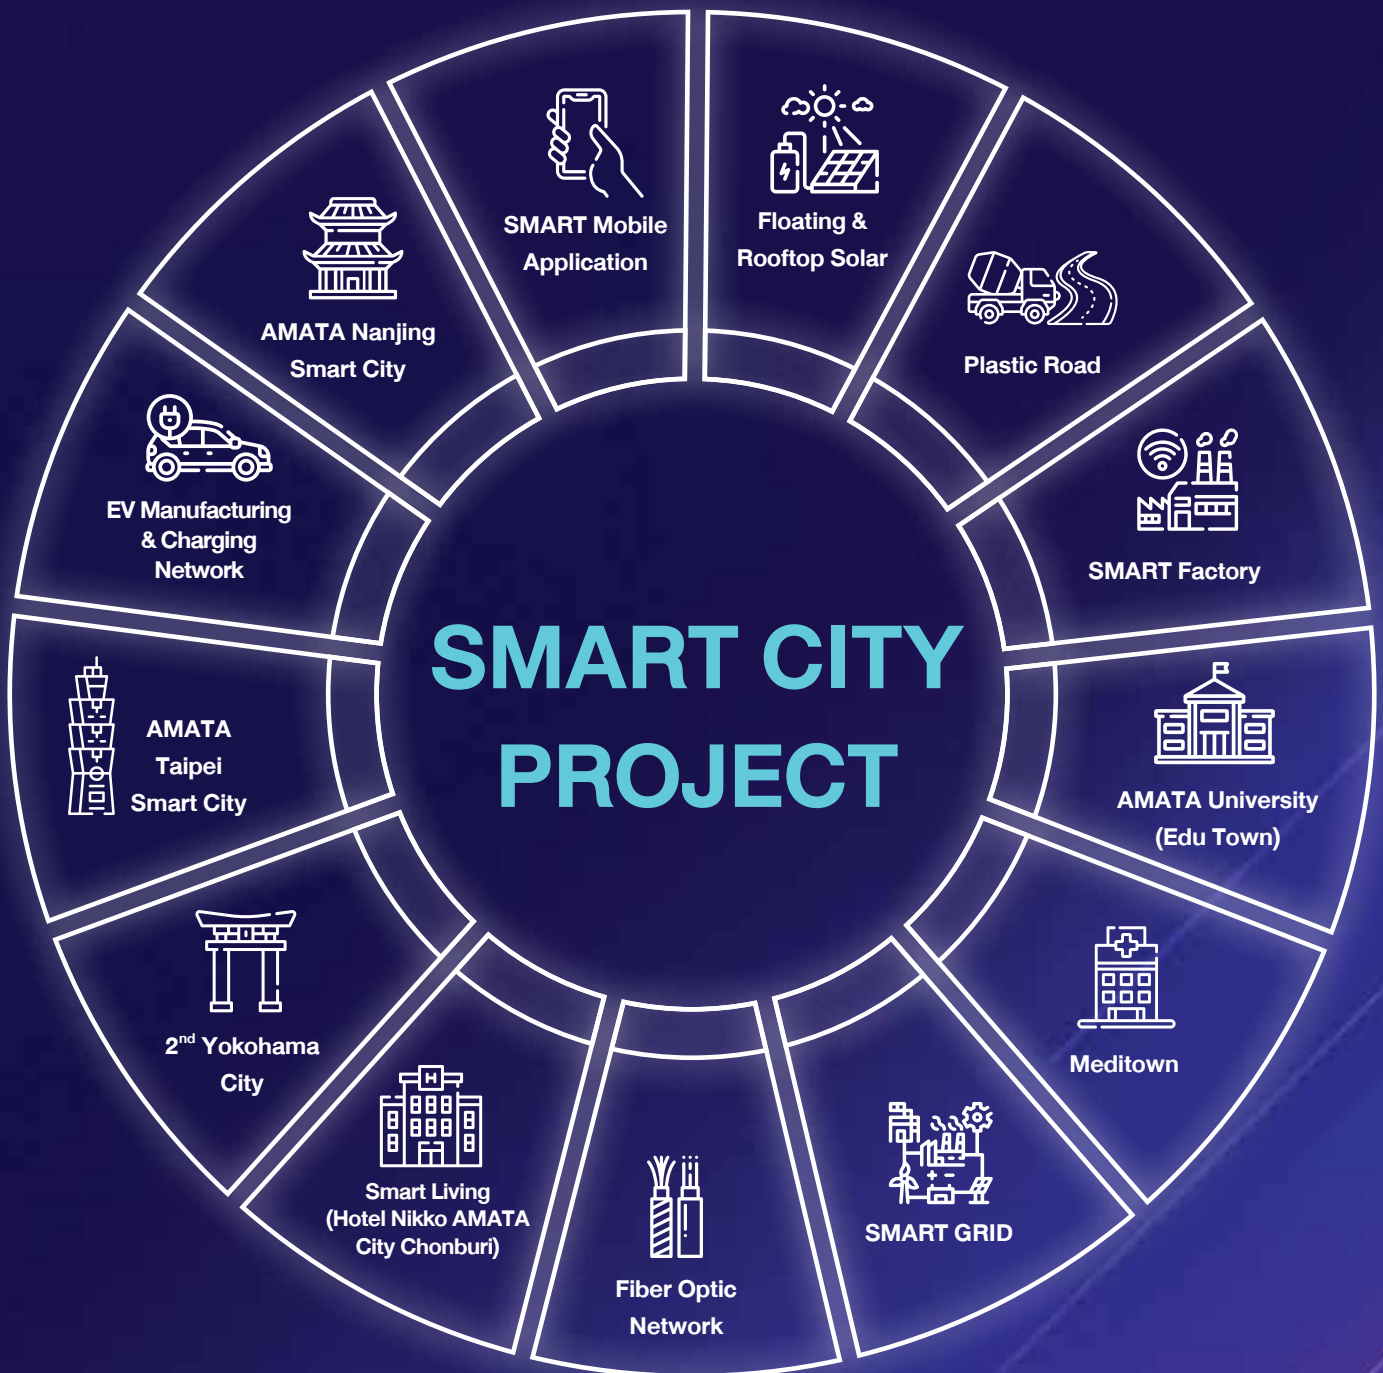 SMART Mobile
Application
Floating &
Rooftop Solar
Plastic Road
SMART Factory
AMATA University
(Edu Town)
Meditown
SMART GRID
Fiber Optic
Network
Smart Living
(Hotel Nikko AMATA
City Chonburi)
2nd Yokohama
City
AMATA
Taipei
Smart City
EV Manufacturing
& Charging
Network
AMATA Nanjing
Smart City
SMART CITY
PROJECT
H